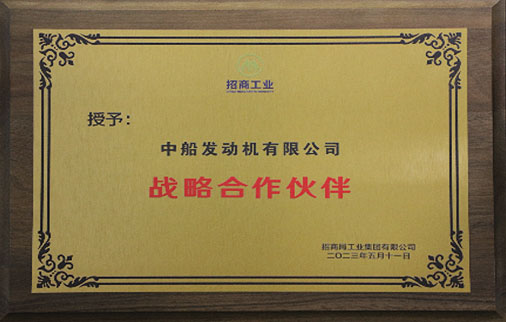 招商工业
授予：
中船发动机有限公司
战略合作伙伴
招商局工业集团有限公司
二〇二三年五月十一日